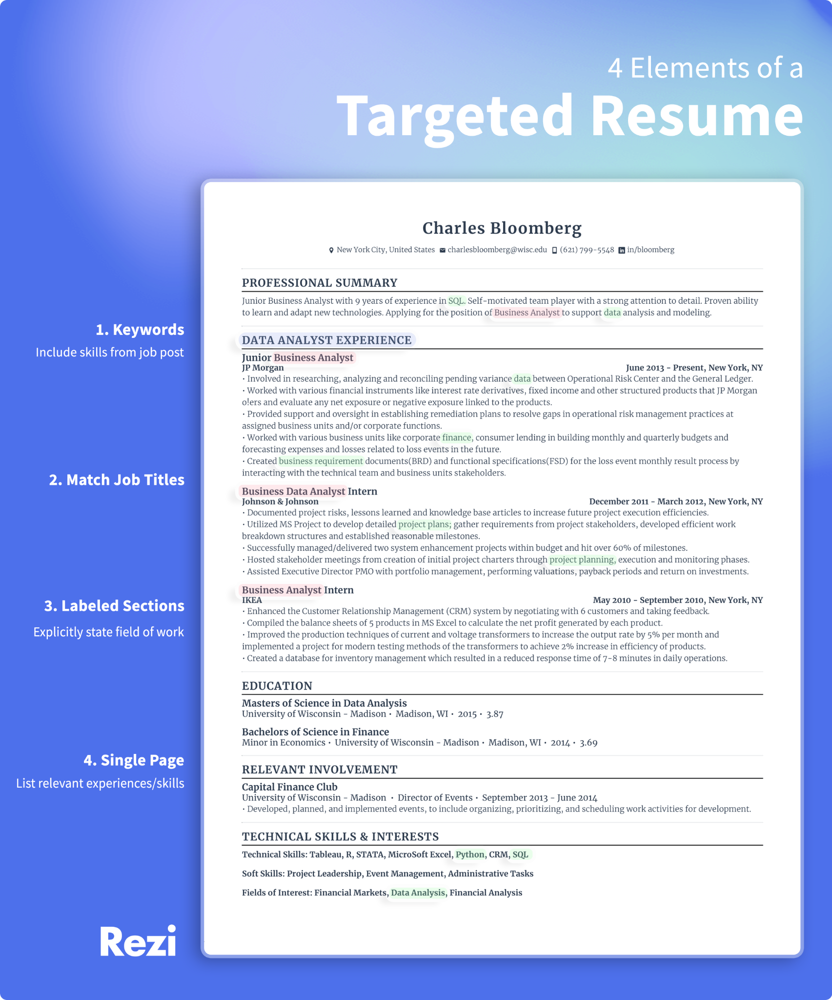 4 Elements of a
Targeted Resume
Charles Bloomberg
New York City, United States charlesbloomberg@wisc.edu (621) 799-5548 in/bloomberg
PROFESSIONAL SUMMARY
Junior Business Analyst with 9 years of experience in SQL. Self-motivated team player with a strong attention to detail. Proven ability
to learn and adapt new technologies. Applying for the position of Business Analyst to support data analysis and modeling.
1. Keywords
Include skills from job post
DATA ANALYST EXPERIENCE
Junior Business Analyst
JP Morgan June 2013 - Present, New York, NY
• Involved in researching, analyzing and reconciling pending variance data between Operational Risk Center and the General Ledger.
• Worked with various financial instruments like interest rate derivatives, fixed income and other structured products that JP Morgan
o!ers and evaluate any net exposure or negative exposure linked to the products.
• Provided support and oversight in establishing remediation plans to resolve gaps in operational risk management practices at
assigned business units and/or corporate functions.
• Worked with various business units like corporate finance, consumer lending in building monthly and quarterly budgets and
forecasting expenses and losses related to loss events in the future.
• Created business requirement documents(BRD) and functional specifications(FSD) for the loss event monthly result process by
interacting with the technical team and business units stakeholders.
2. Match Job Titles
Business Data Analyst Intern
Johnson & Johnson December 2011 - March 2012, New York, NY
• Documented project risks, lessons learned and knowledge base articles to increase future project execution efficiencies.
• Utilized MS Project to develop detailed project plans; gather requirements from project stakeholders, developed efficient work
breakdown structures and established reasonable milestones.
• Successfully managed/delivered two system enhancement projects within budget and hit over 60% of milestones.
• Hosted stakeholder meetings from creation of initial project charters through project planning, execution and monitoring phases.
• Assisted Executive Director PMO with portfolio management, performing valuations, payback periods and return on investments.
3. Labeled Sections
Explicitly state field of work
Business Analyst Intern
IKEA May 2010 - September 2010, New York, NY
• Enhanced the Customer Relationship Management (CRM) system by negotiating with 6 customers and taking feedback.
• Compiled the balance sheets of 5 products in MS Excel to calculate the net profit generated by each product.
• Improved the production techniques of current and voltage transformers to increase the output rate by 5% per month and
implemented a project for modern testing methods of the transformers to achieve 2% increase in efficiency of products.
• Created a database for inventory management which resulted in a reduced response time of 7-8 minutes in daily operations.
EDUCATION
Masters of Science in Data Analysis
University of Wisconsin - Madison • Madison, WI • 2015 • 3.87
Bachelors of Science in Finance
Minor in Economics • University of Wisconsin - Madison • Madison, WI • 2014 • 3.69
4. Single Page
List relevant experiences/skills
RELEVANT INVOLVEMENT
Capital Finance Club
University of Wisconsin - Madison • Director of Events • September 2013 - June 2014
• Developed, planned, and implemented events, to include organizing, prioritizing, and scheduling work activities for development.
TECHNICAL SKILLS & INTERESTS
Technical Skills: Tableau, R, STATA, MicroSoft Excel, Python, CRM, SQL
Soft Skills: Project Leadership, Event Management, Administrative Tasks
Fields of Interest: Financial Markets, Data Analysis, Financial Analysis
Rezi